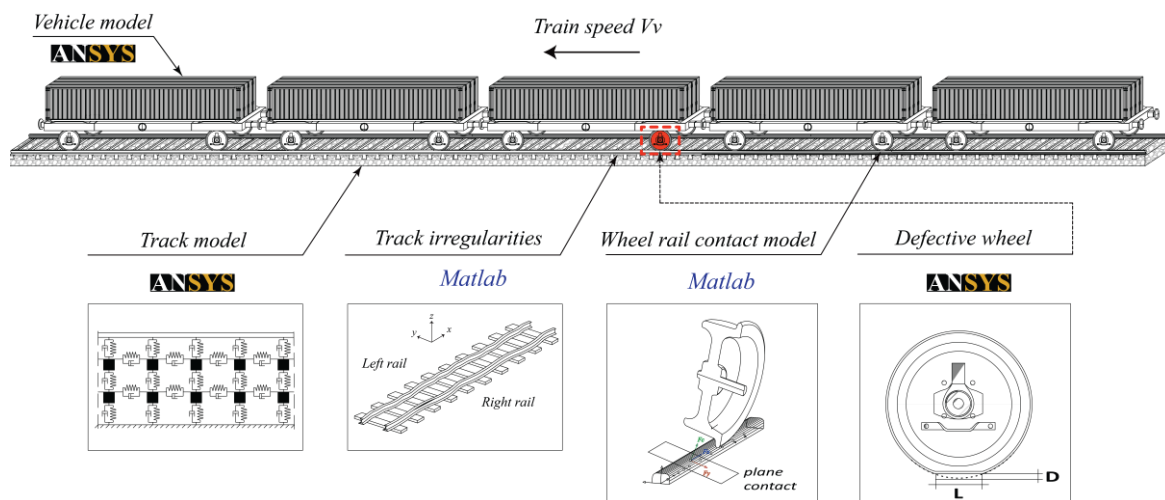 Vehicle model
ANSYS
Train speed Vv
Track model
Track irregularities
Wheel rail contact model
Defective wheel
ANSYS
Matlab
Matlab
ANSYS
z
y
x
Left rail
Right rail
plane
contact
D
L